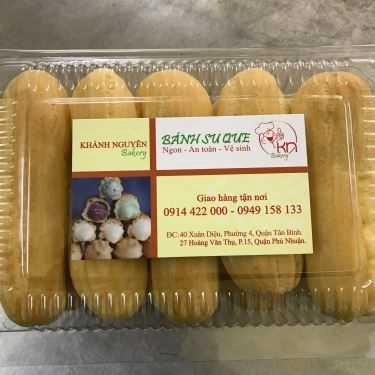 KHÁNH NGUYÊN
Bakery
BÁNH SU QUE
Ngon - An toàn - Vệ sinh
KN
Bakery
Giao hàng tận nơi
0914 422 000 - 0949 158 133
ĐC: 40 Xuân Diệu, Phường 4, Quận Tân Bình.
27 Hoàng Văn Thụ, P.15, Quận Phú Nhuận.